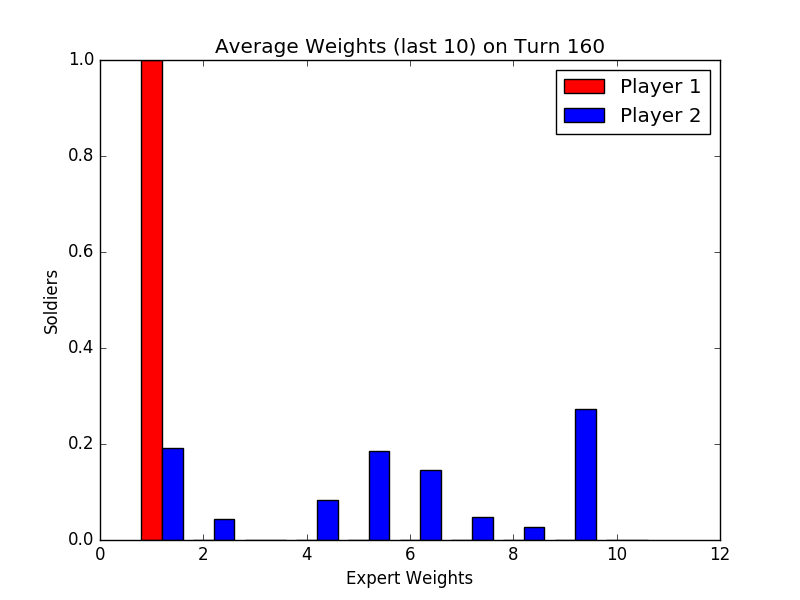 Average Weights (last 10) on Turn 160
1.0
0.8
0.6
0.4
0.2
0.0
Soldiers
Player 1
Player 2
0 2 4 6 8 10 12
Expert Weights